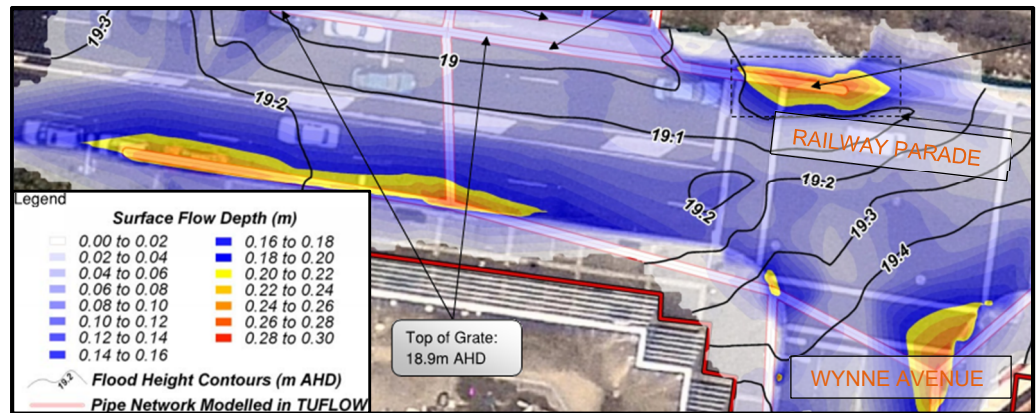 19.3
19
19.2
19.1
RAILWAY PARADE
19.2
19.2
19.3
19.4
Legend
Surface Flow Depth (m)
0.00 to 0.02
0.02 to 0.04
0.04 to 0.06
0.06 to 0.08
0.08 to 0.10
0.10 to 0.12
0.12 to 0.14
0.14 to 0.16
0.16 to 0.18
0.18 to 0.20
0.20 to 0.22
0.22 to 0.24
0.24 to 0.26
0.26 to 0.28
0.28 to 0.30
19.2
Flood Height Contours (m AHD)
Pipe Network Modelled in TUFLOW
Top of Grate:
18.9m AHD
WYNNE AVENUE